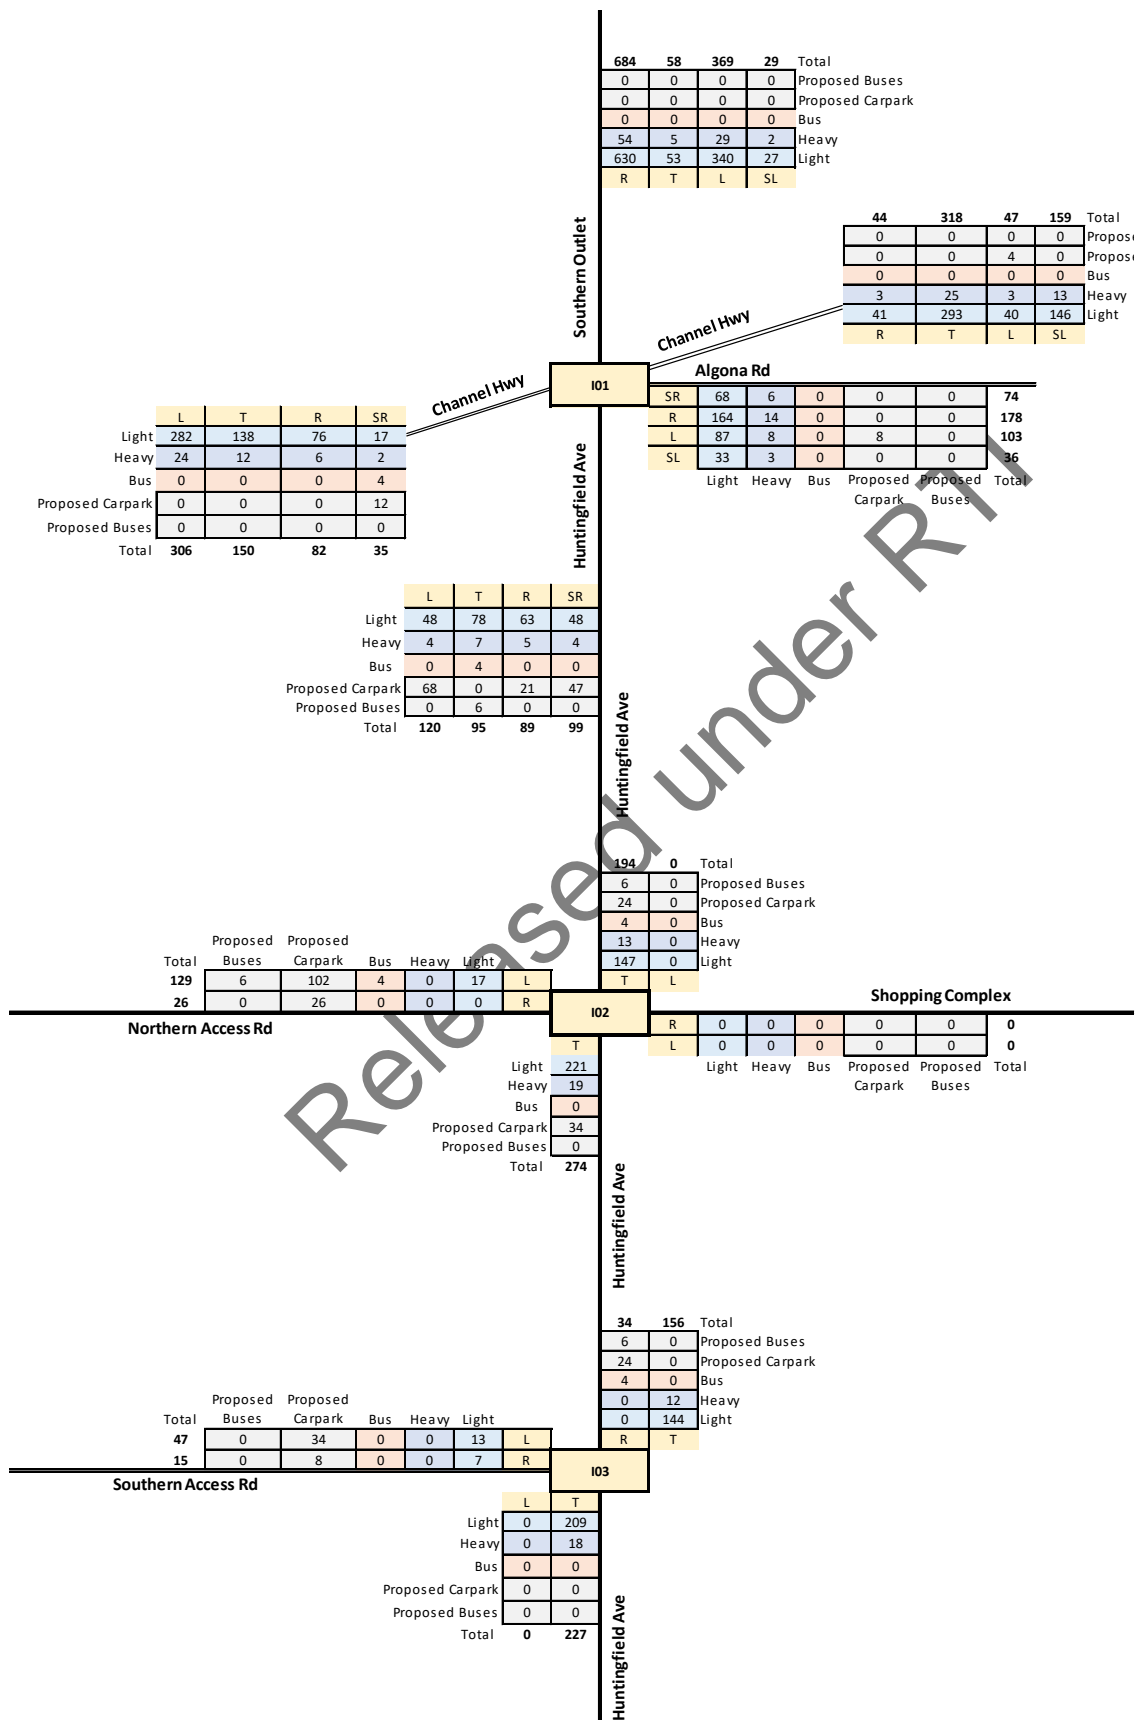 684 58 369 29 Total
0 0 0 0 Proposed Buses
0 0 0 0 Proposed Carpark
0 0 0 0 Bus
54 5 29 2 Heavy
630 53 340 27 Light
R T L SL
Southern Outlet
44 318 47 159 Total
0 0 0 0 Propose
0 0 4 0 Propose
0 0 0 0 Bus
3 25 3 13 Heavy
41 293 40 146 Light
R T L SL
Channel Hwy
I01
Algona Rd
SR 68 6 0 0 0 74
R 164 14 0 0 0 178
L 87 8 0 8 0 103
SL 33 3 0 0 0 36
Light Heavy Bus Proposed Proposed Total
Carpark Buses
Channel Hwy
L T R SR
Light 282 138 76 17
Heavy 24 12 6 2
Bus 0 0 0 4
Proposed Carpark 0 0 0 12
Proposed Buses 0 0 0 0
Total 306 150 82 35
Huntingfield Ave
L T R SR
Light 48 78 63 48
Heavy 4 7 5 4
Bus 0 4 0 0
Proposed Carpark 68 0 21 47
Proposed Buses 0 6 0 0
Total 120 95 89 99
Huntingfield Ave
Released under RTI
194 0 Total
6 0 Proposed Buses
24 0 Proposed Carpark
4 0 Bus
13 0 Heavy
147 0 Light
T L
Proposed Proposed
Total Buses Carpark Bus Heavy Light
129 6 102 4 0 17 L
26 0 26 0 0 0 R
Northern Access Rd
I02
Shopping Complex
R 0 0 0 0 0 0
L 0 0 0 0 0 0
Light Heavy Bus Proposed Proposed Total
Carpark Buses
T
Light 221
Heavy 19
Bus 0
Proposed Carpark 34
Proposed Buses 0
Total 274
Huntingfield Ave
34 156 Total
6 0 Proposed Buses
24 0 Proposed Carpark
4 0 Bus
0 12 Heavy
0 144 Light
R T
Proposed Proposed
Total Buses Carpark Bus Heavy Light
47 0 34 0 0 13 L
15 0 8 0 0 7 R
Southern Access Rd
I03
L T
Light 0 209
Heavy 0 18
Bus 0 0
Proposed Carpark 0 0
Proposed Buses 0 0
Total 0 227
Huntingfield Ave